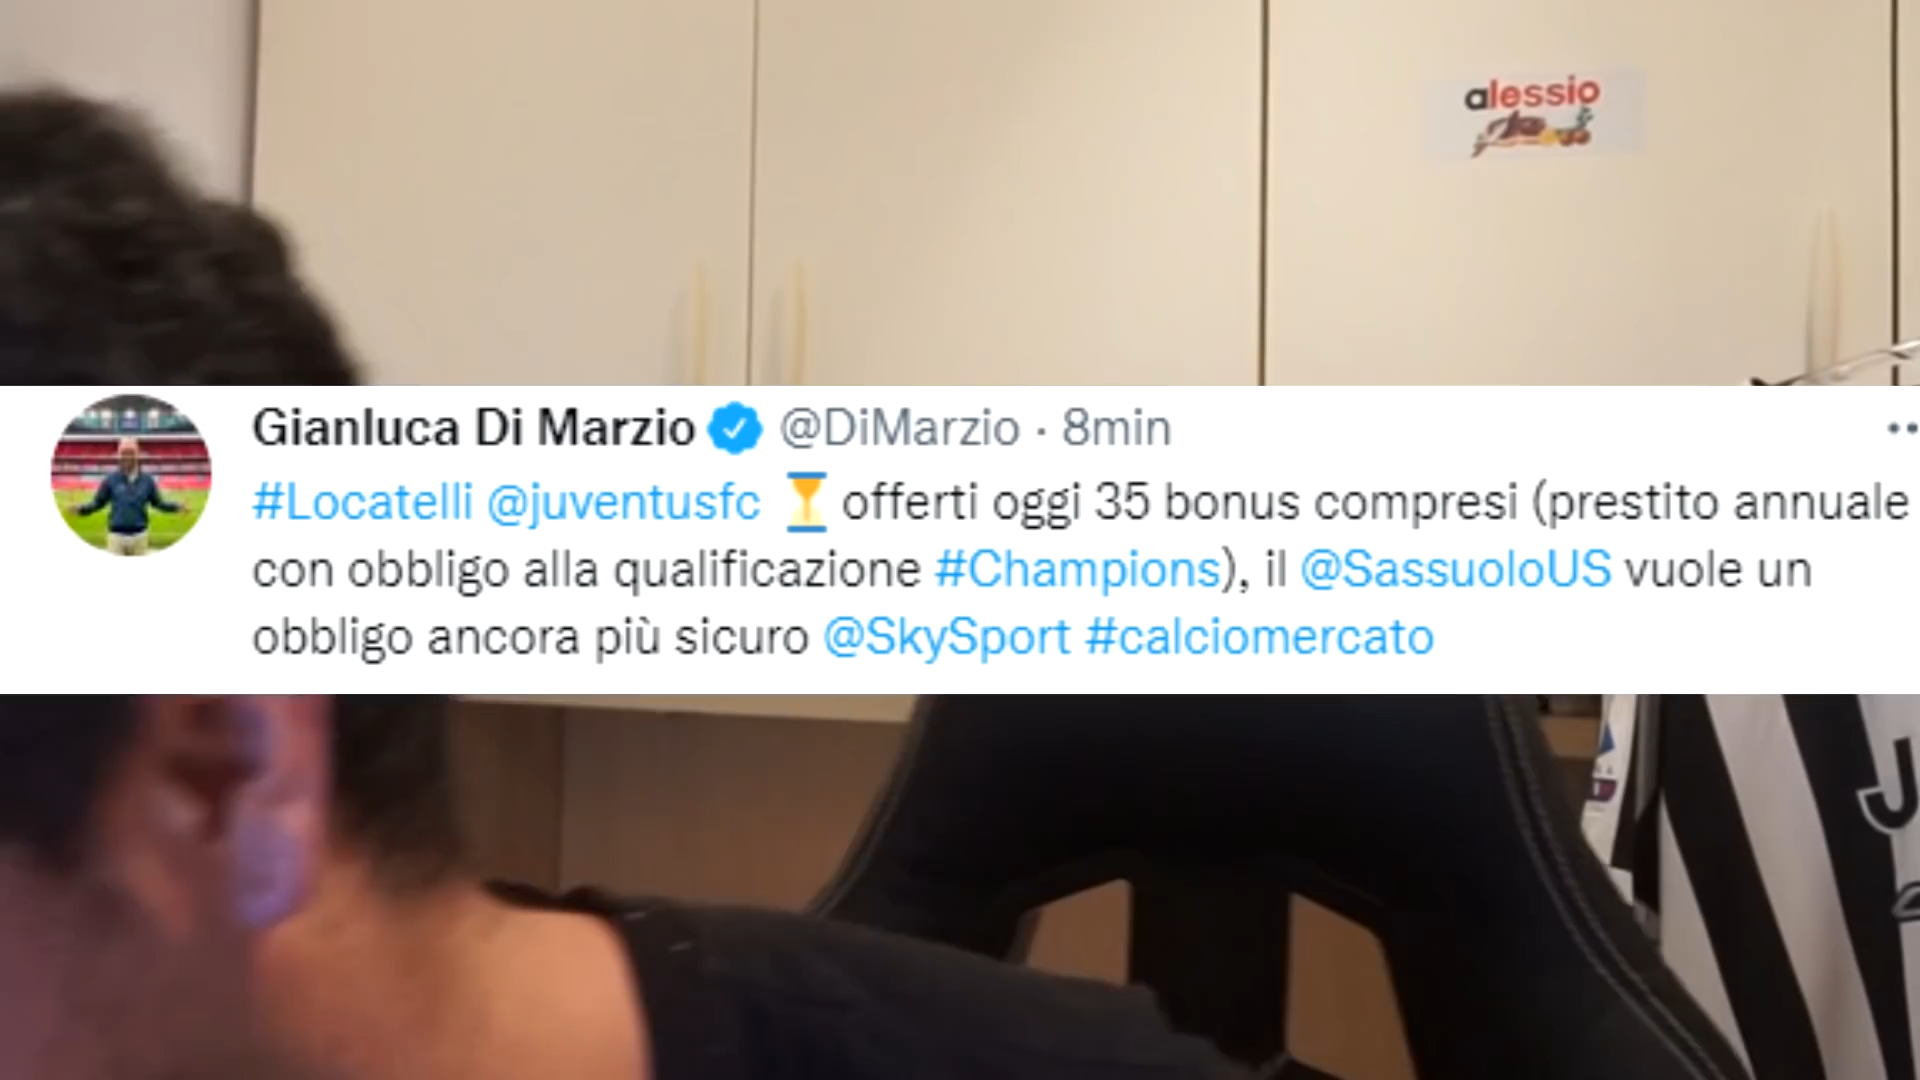 alessio
Gianluca Di Marzio @DiMarzio · 8min
#Locatelli @juventusfc ⏳ offerti oggi 35 bonus compresi (prestito annuale
con obbligo alla qualificazione #Champions), il @SassuoloUS vuole un
obbligo ancora più sicuro @SkySport #calciomercato
J